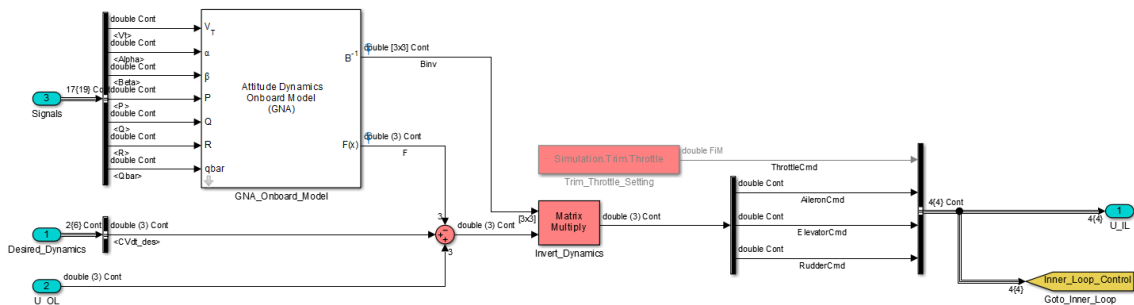 double Cont
V_T
<Vt>
double Cont
α
<Alpha>
double Cont
β
<Beta>
double Cont
P
<P>
double Cont
Q
<Q>
double Cont
R
<R>
double Cont
qbar
<Qbar>
17{19} Cont
3
Signals
Attitude Dynamics
Onboard Model
(GNA)
B^-1
F(x)
GNA_Onboard_Model
double [3x3] Cont
Binv
double (3) Cont
F
1
Desired_Dynamics
2{6} Cont
double (3) Cont
<CVdt_des>
2
U_OL
double (3) Cont
3
3
double (3) Cont
[3x3]
Matrix
Multiply
Invert_Dynamics
double (3) Cont
Simulation.Trim.Throttle
Trim_Throttle_Setting
double FiM
ThrottleCmd
double Cont
AileronCmd
double Cont
ElevatorCmd
double Cont
RudderCmd
4{4} Cont
4{4}
1
U_IL
4{4}
Inner_Loop_Control
Goto_Inner_Loop